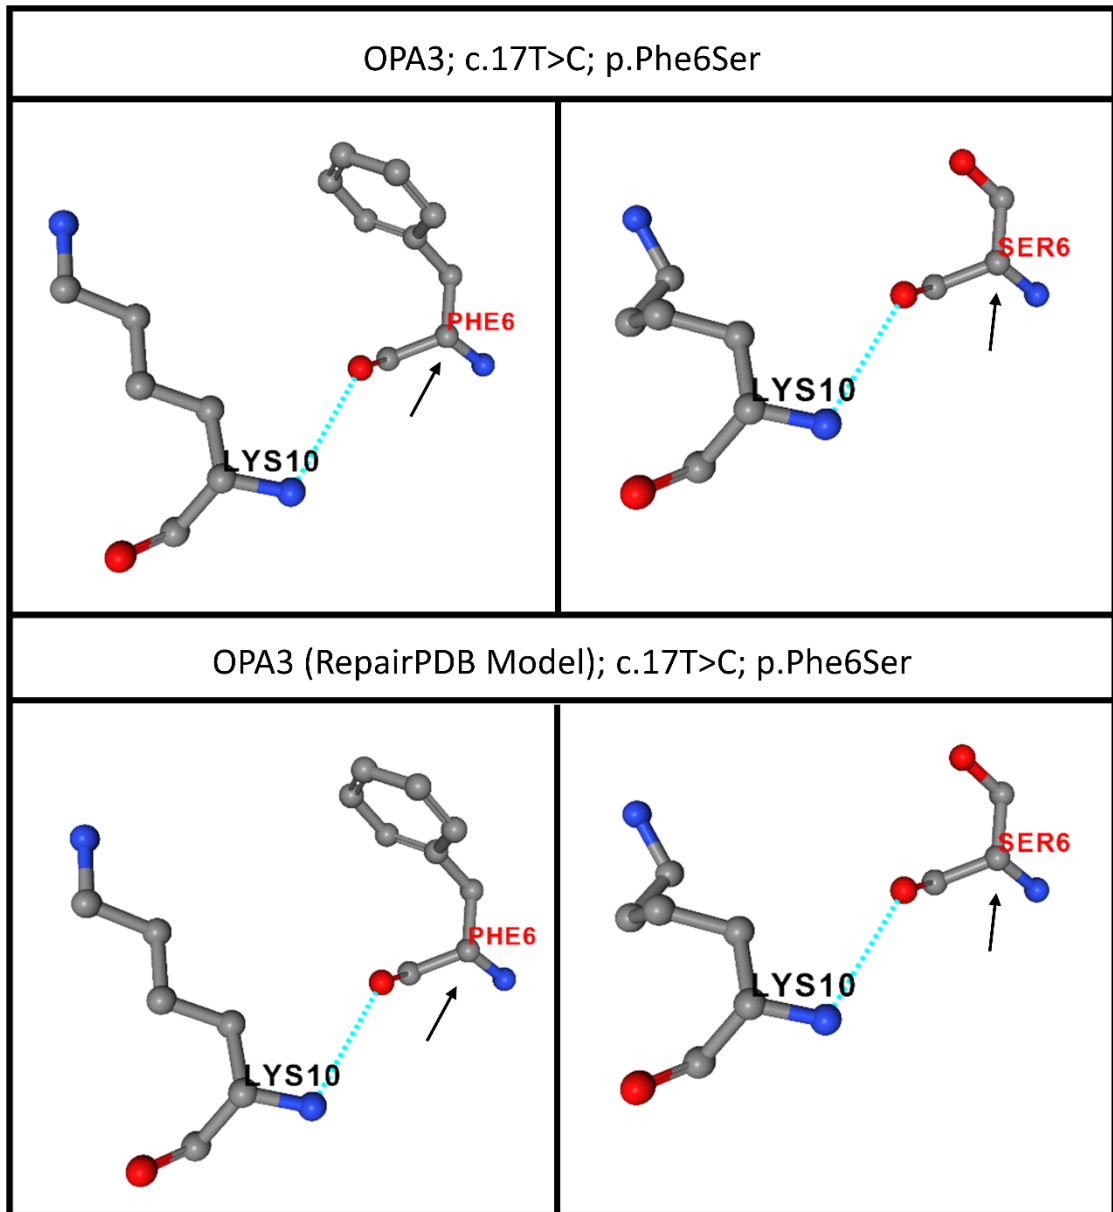 OPA3; c.17T>C; p.Phe6Ser
PHE6
LYS10
SER6
LYS10
OPA3 (RepairPDB Model); c.17T>C; p.Phe6Ser
PHE6
LYS10
SER6
LYS10